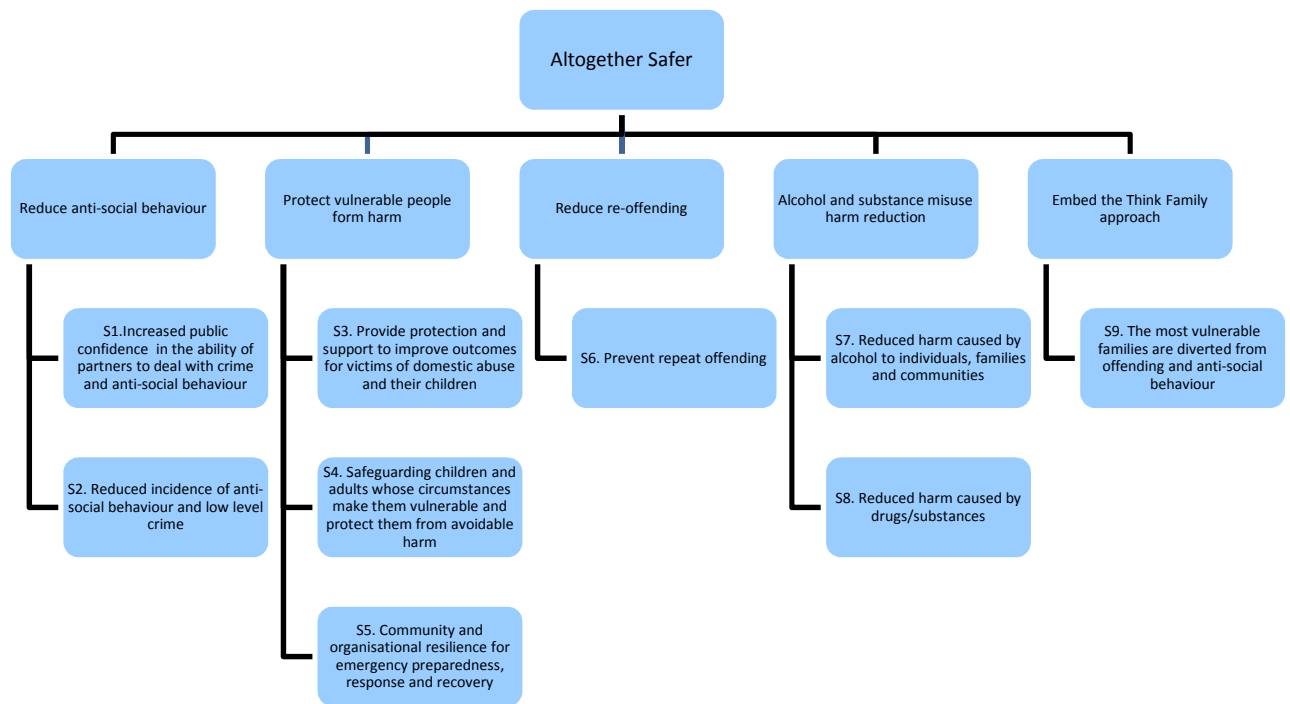 Altogether Safer
Reduce anti-social behaviour
Protect vulnerable people
form harm
Reduce re-offending
Alcohol and substance misuse
harm reduction
Embed the Think Family
approach
S1.Increased public
confidence  in the ability of
partners to deal with crime
and anti-social behaviour
S2. Reduced incidence of anti-
social behaviour and low level
crime
S3. Provide protection and
support to improve outcomes
for victims of domestic abuse
and their children
S4. Safeguarding children and
adults whose circumstances
make them vulnerable and
protect them from avoidable
harm
S5. Community and
organisational resilience for
emergency preparedness,
response and recovery
S6. Prevent repeat offending
S7. Reduced harm caused by
alcohol to individuals, families
and communities
S8. Reduced harm caused by
drugs/substances
S9. The most vulnerable
families are diverted from
offending and anti-social
behaviour